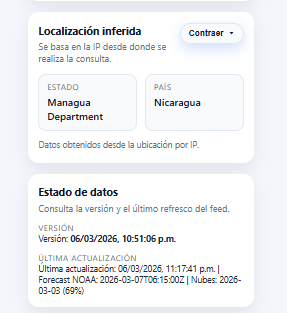 Localización inferida
Contraer
Se basa en la IP desde donde se
realiza la consulta.
ESTADO
Managua
Department
PAÍS
Nicaragua
Datos obtenidos desde la ubicación por IP.
Estado de datos
Consulta la versión y el último refresco del feed.
VERSIÓN
Versión: 06/03/2026, 10:51:06 p.m.
ÚLTIMA ACTUALIZACIÓN
Última actualización: 06/03/2026, 11:17:41 p.m. |
Forecast NOAA: 2026-03-07T06:15:00Z | Nubes: 2026-
03-03 (69%)